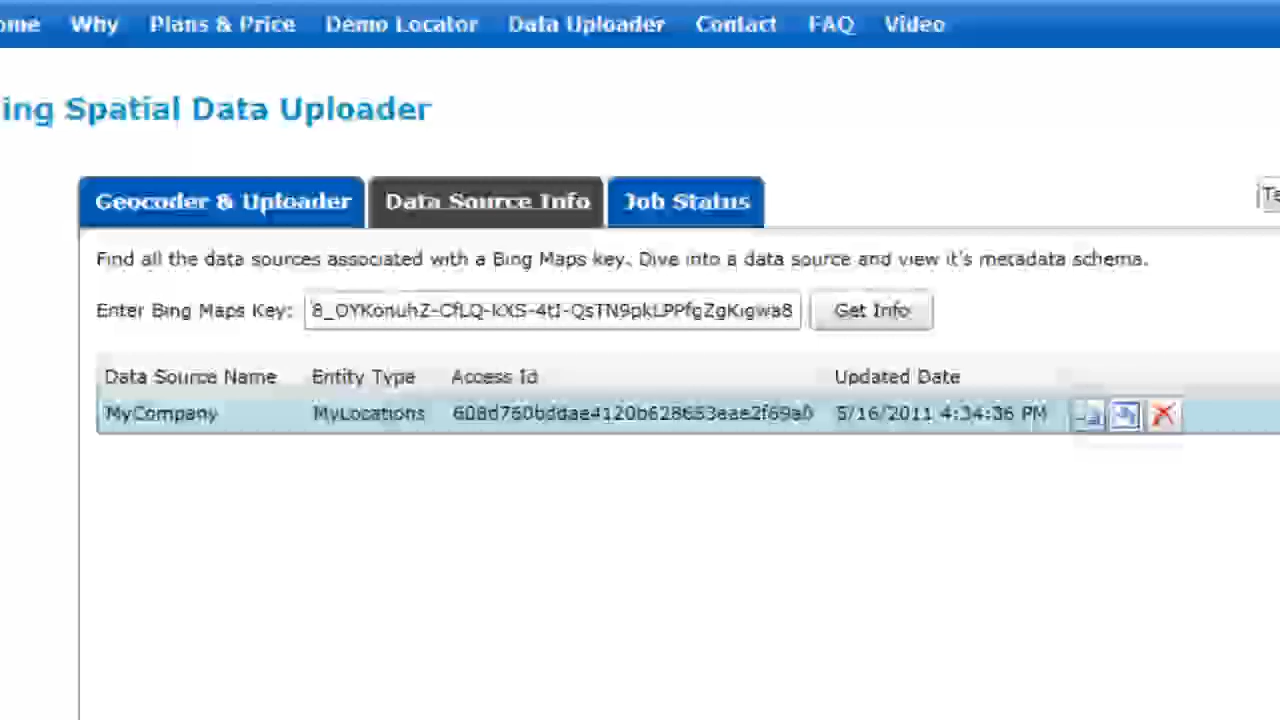 ome Why Plans & Price Demo Locator Data Uploader Contact FAQ Video
ing Spatial Data Uploader
Geocoder & Uploader Data Source Info Job Status
Find all the data sources associated with a Bing Maps key. Dive into a data source and view it's metadata schema.
Enter Bing Maps Key: Get Info
Data Source Name Entity Type Access Id Updated Date
MyCompany MyLocations 5/16/2011 4:34:36 PM